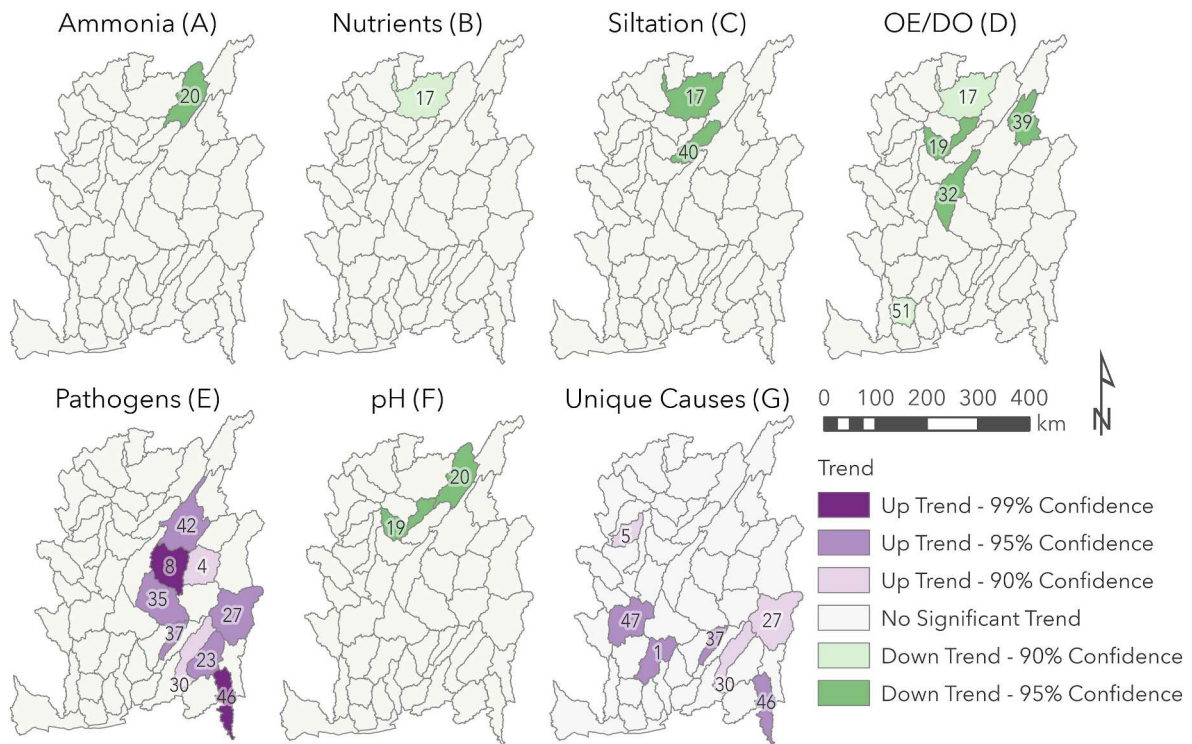 Ammonia (A)
Nutrients (B)
Siltation (C)
OE/DO (D)
20
17
17
40
17
39
19
32
51
0 100 200 300 400
km
N
Pathogens (E)
pH (F)
Unique Causes (G)
42
8
4
35
27
37
23
30
46
20
19
5
47
1
37
27
30
46
Trend
Up Trend - 99% Confidence
Up Trend - 95% Confidence
Up Trend - 90% Confidence
No Significant Trend
Down Trend - 90% Confidence
Down Trend - 95% Confidence